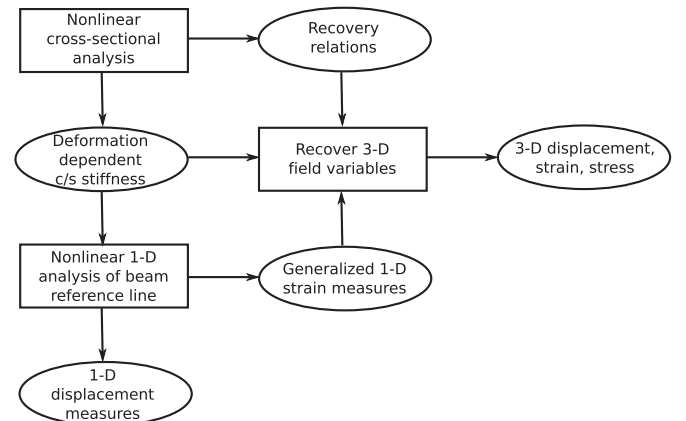 Nonlinear
cross-sectional
analysis
Recovery
relations
Deformation
dependent
c/s stiffness
Recover 3-D
field variables
3-D displacement,
strain, stress
Nonlinear 1-D
analysis of beam
reference line
Generalized 1-D
strain measures
1-D
displacement
measures